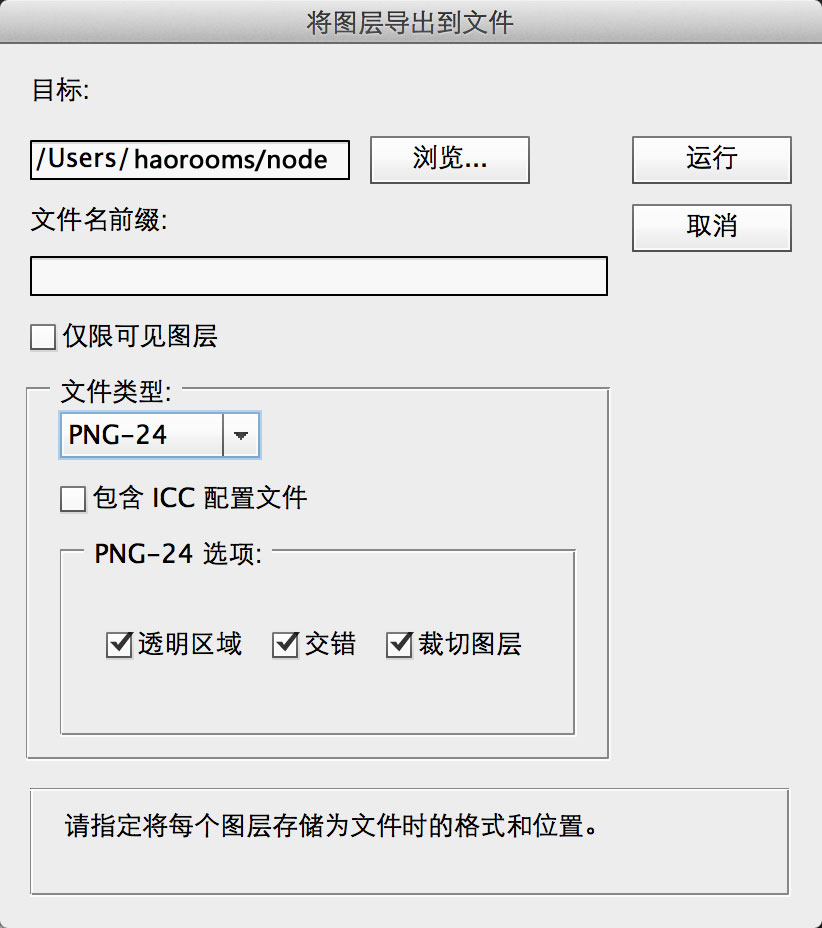 将图层导出到文件
目标:
/Users/haorooms/node
浏览...
运行
文件名前缀:
取消
仅限可见图层
文件类型:
PNG-24
包含 ICC 配置文件
PNG-24 选项:
透明区域 交错 裁切图层
请指定将每个图层存储为文件时的格式和位置。